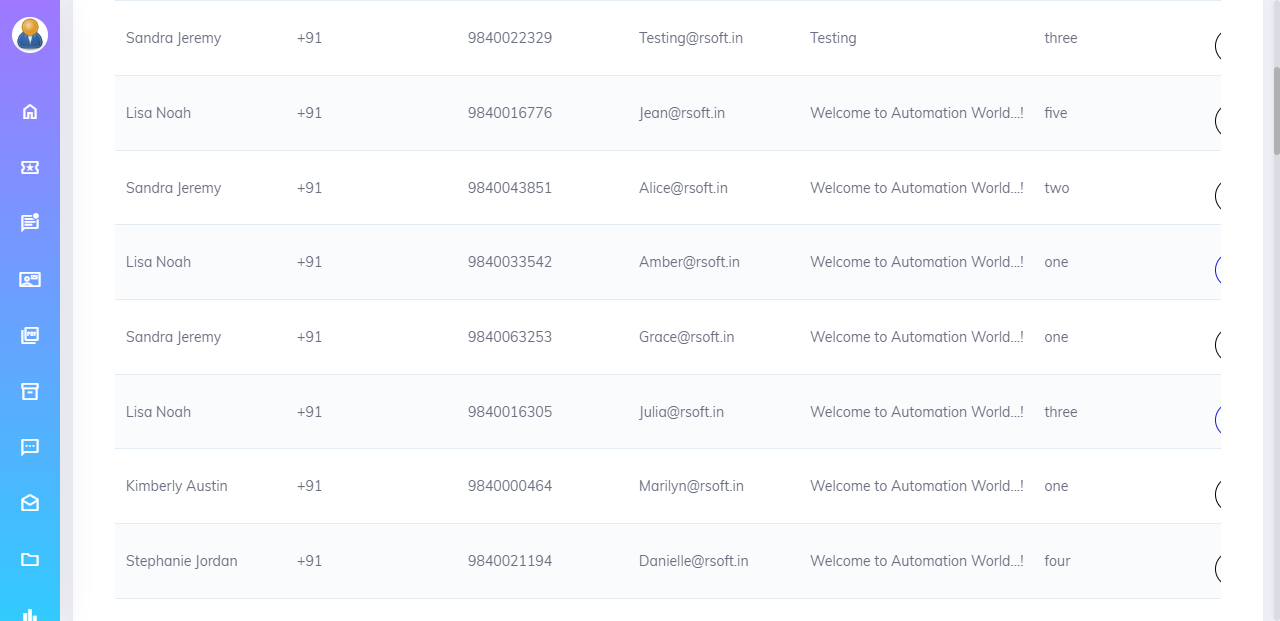 Sandra Jeremy +91 9840022329 Testing@rsoft.in Testing three
Lisa Noah +91 9840016776 Jean@rsoft.in Welcome to Automation World...! five
Sandra Jeremy +91 9840043851 Alice@rsoft.in Welcome to Automation World...! two
Lisa Noah +91 9840033542 Amber@rsoft.in Welcome to Automation World...! one
Sandra Jeremy +91 9840063253 Grace@rsoft.in Welcome to Automation World...! one
Lisa Noah +91 9840016305 Julia@rsoft.in Welcome to Automation World...! three
Kimberly Austin +91 9840000464 Marilyn@rsoft.in Welcome to Automation World...! one
Stephanie Jordan +91 9840021194 Danielle@rsoft.in Welcome to Automation World...! four